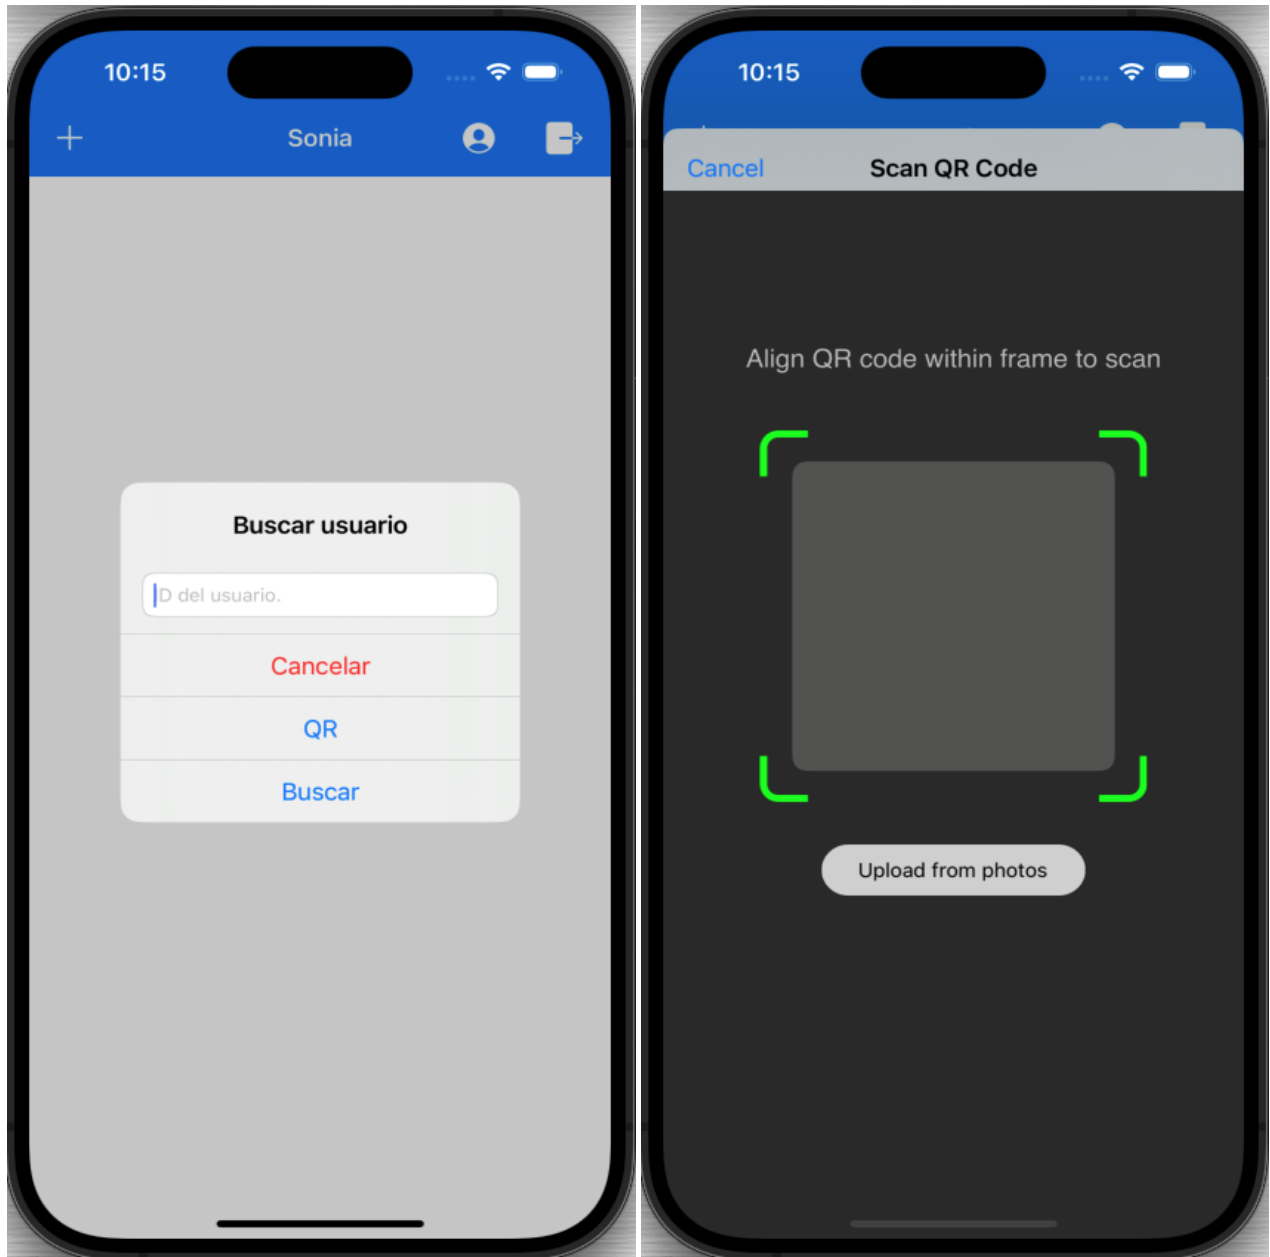 10:15
Sonia
Buscar usuario
D del usuario.
Cancelar
QR
Buscar
10:15
Cancel
Scan QR Code
Align QR code within frame to scan
Upload from photos